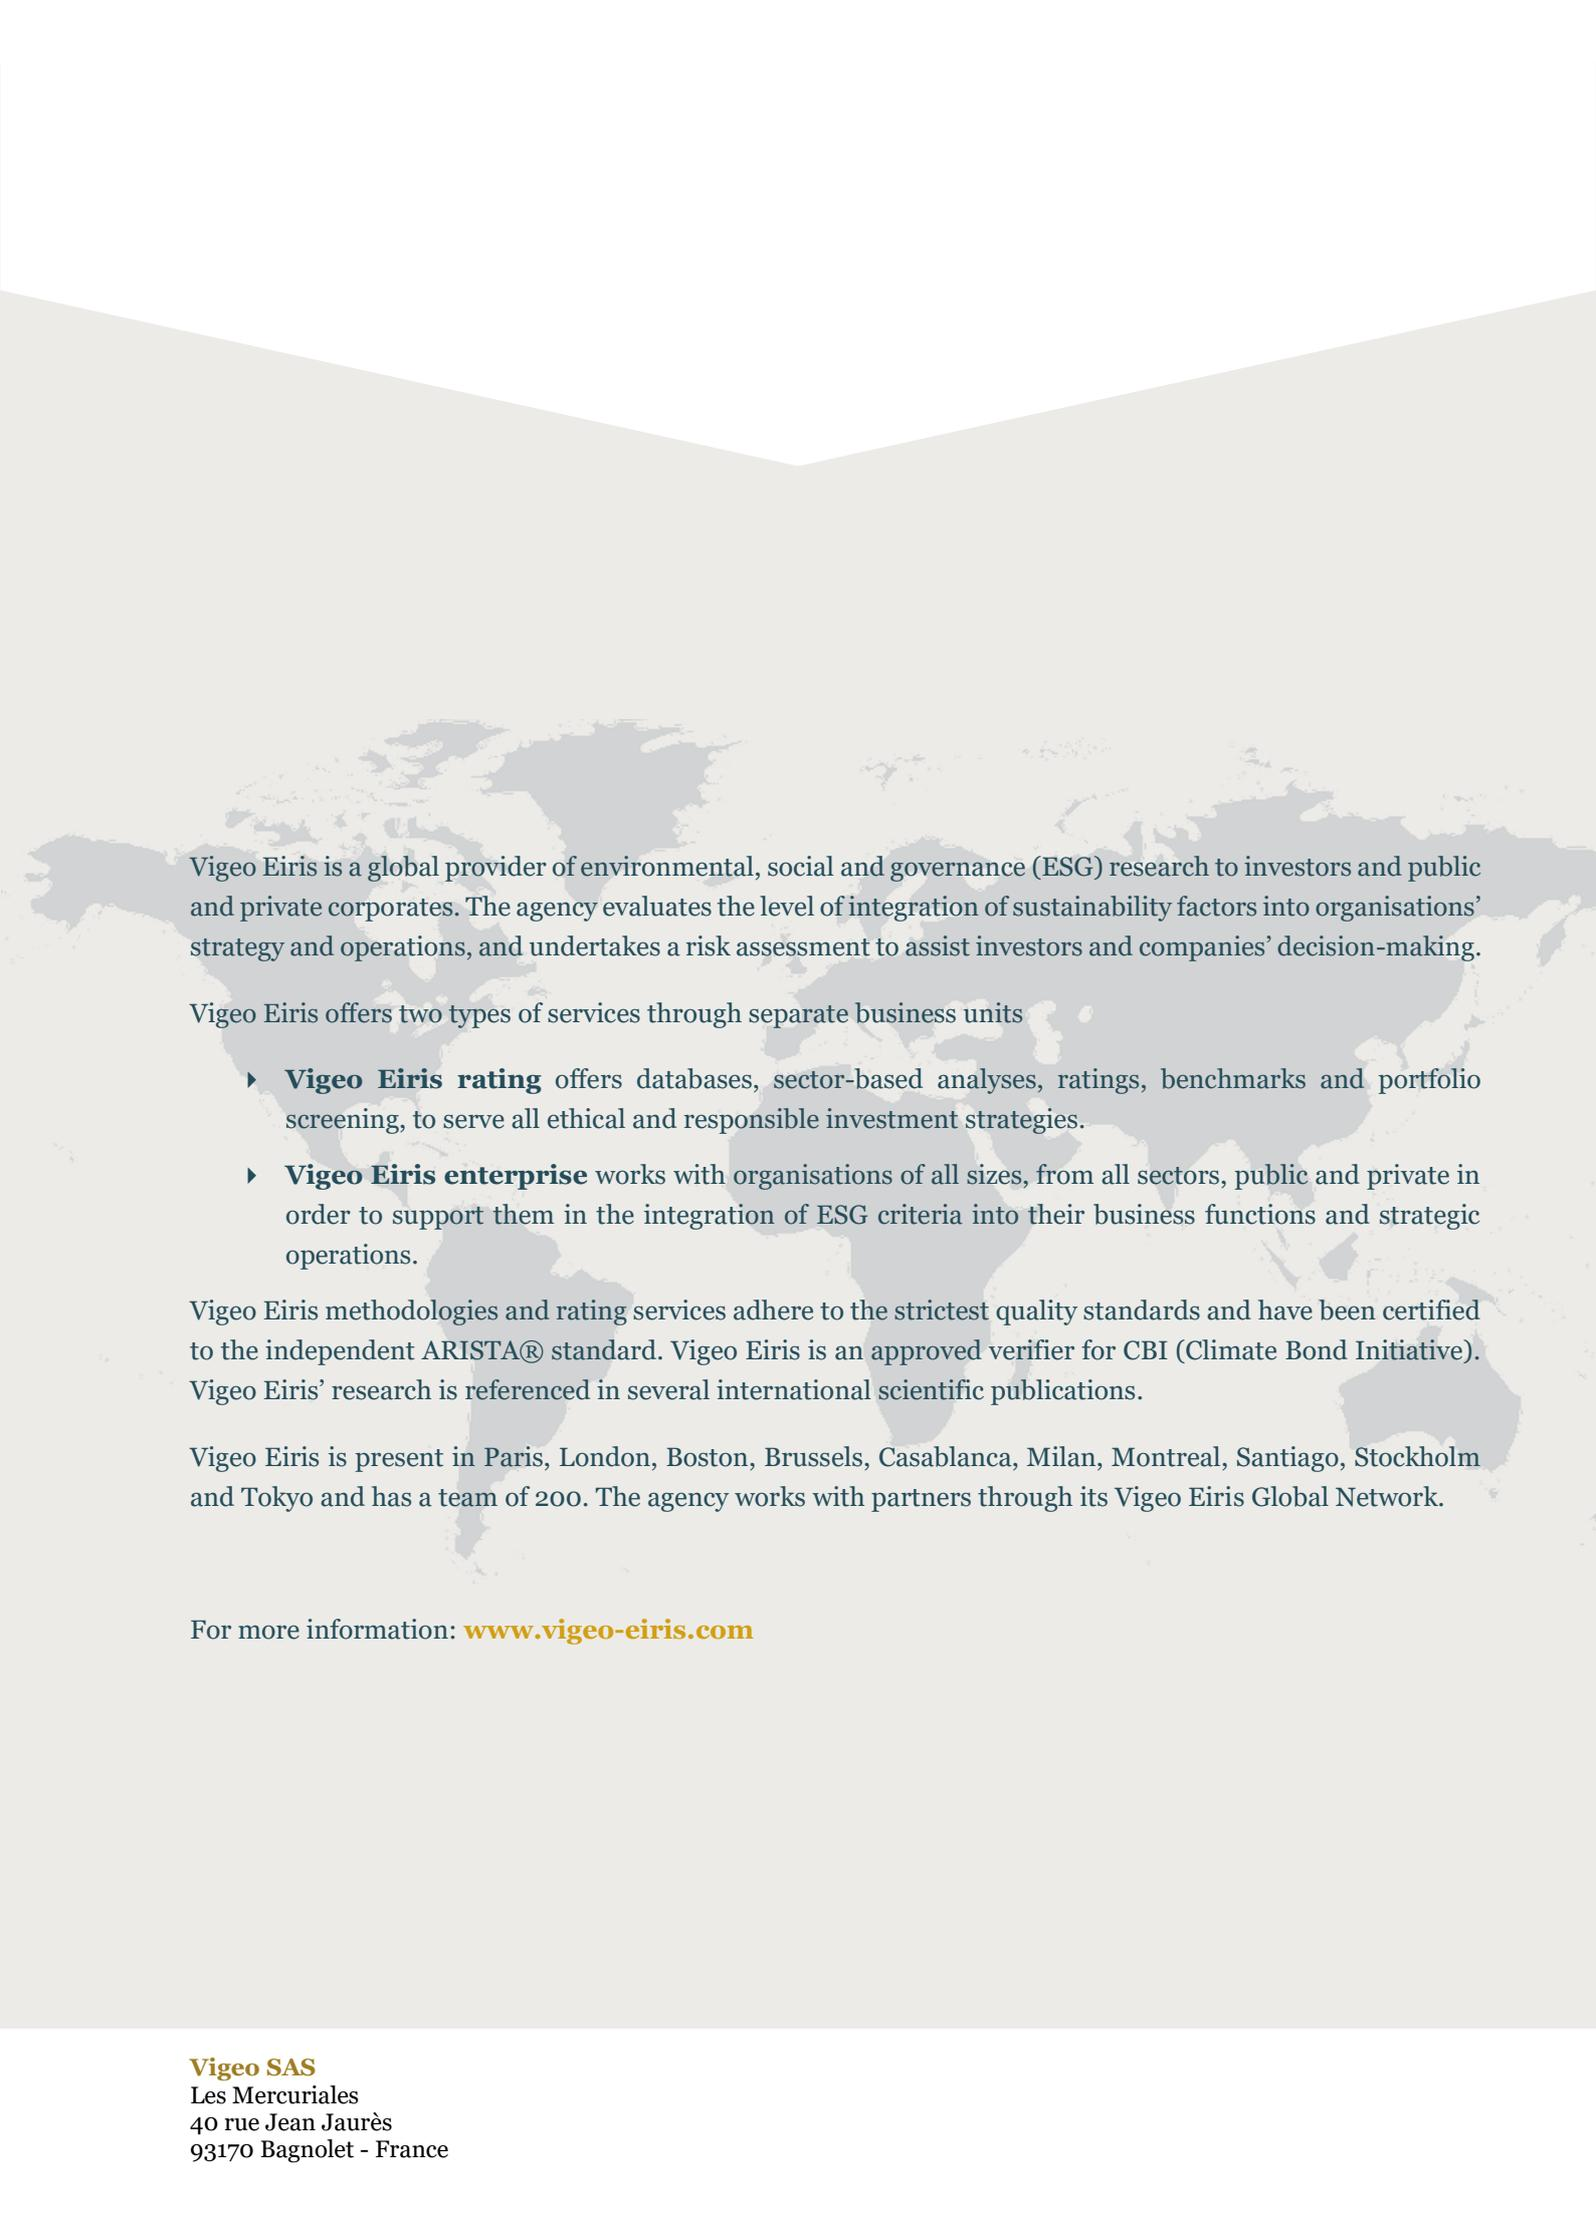 Vigeo Eiris is a global provider of environmental, social and governance (ESG) research to investors and public
and private corporates. The agency evaluates the level of integration of sustainability factors into organisations’
strategy and operations, and undertakes a risk assessment to assist investors and companies’ decision-making.
Vigeo Eiris offers two types of services through separate business units
Vigeo Eiris rating offers databases, sector-based analyses, ratings, benchmarks and portfolio
screening, to serve all ethical and responsible investment strategies.
Vigeo Eiris enterprise works with organisations of all sizes, from all sectors, public and private in
order to support them in the integration of ESG criteria into their business functions and strategic
operations.
Vigeo Eiris methodologies and rating services adhere to the strictest quality standards and have been certified
to the independent ARISTA® standard. Vigeo Eiris is an approved verifier for CBI (Climate Bond Initiative).
Vigeo Eiris’ research is referenced in several international scientific publications.
Vigeo Eiris is present in Paris, London, Boston, Brussels, Casablanca, Milan, Montreal, Santiago, Stockholm
and Tokyo and has a team of 200. The agency works with partners through its Vigeo Eiris Global Network.
For more information: www.vigeo-eiris.com
Vigeo SAS
Les Mercuriales
40 rue Jean Jaurès
93170 Bagnolet - France